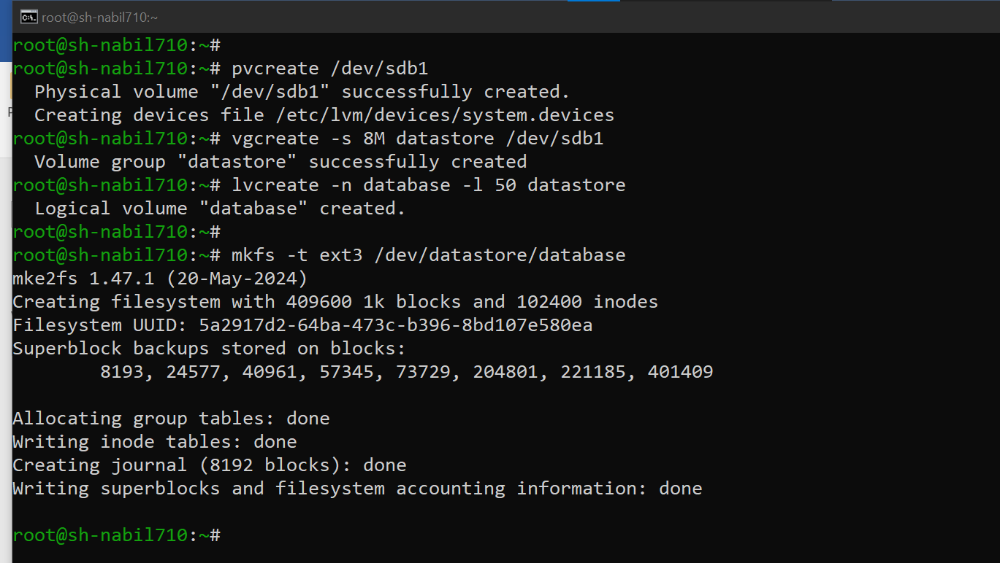 root@sh-nabil710:~
root@sh-nabil710:~#
root@sh-nabil710:~# pvcreate /dev/sdb1
  Physical volume "/dev/sdb1" successfully created.
  Creating devices file /etc/lvm/devices/system.devices
root@sh-nabil710:~# vgcreate -s 8M datastore /dev/sdb1
  Volume group "datastore" successfully created
root@sh-nabil710:~# lvcreate -n database -l 50 datastore
  Logical volume "database" created.
root@sh-nabil710:~#
root@sh-nabil710:~# mkfs -t ext3 /dev/datastore/database
mke2fs 1.47.1 (20-May-2024)
Creating filesystem with 409600 1k blocks and 102400 inodes
Filesystem UUID: 5a2917d2-64ba-473c-b396-8bd107e580ea
Superblock backups stored on blocks:
        8193, 24577, 40961, 57345, 73729, 204801, 221185, 401409

Allocating group tables: done
Writing inode tables: done
Creating journal (8192 blocks): done
Writing superblocks and filesystem accounting information: done

root@sh-nabil710:~#